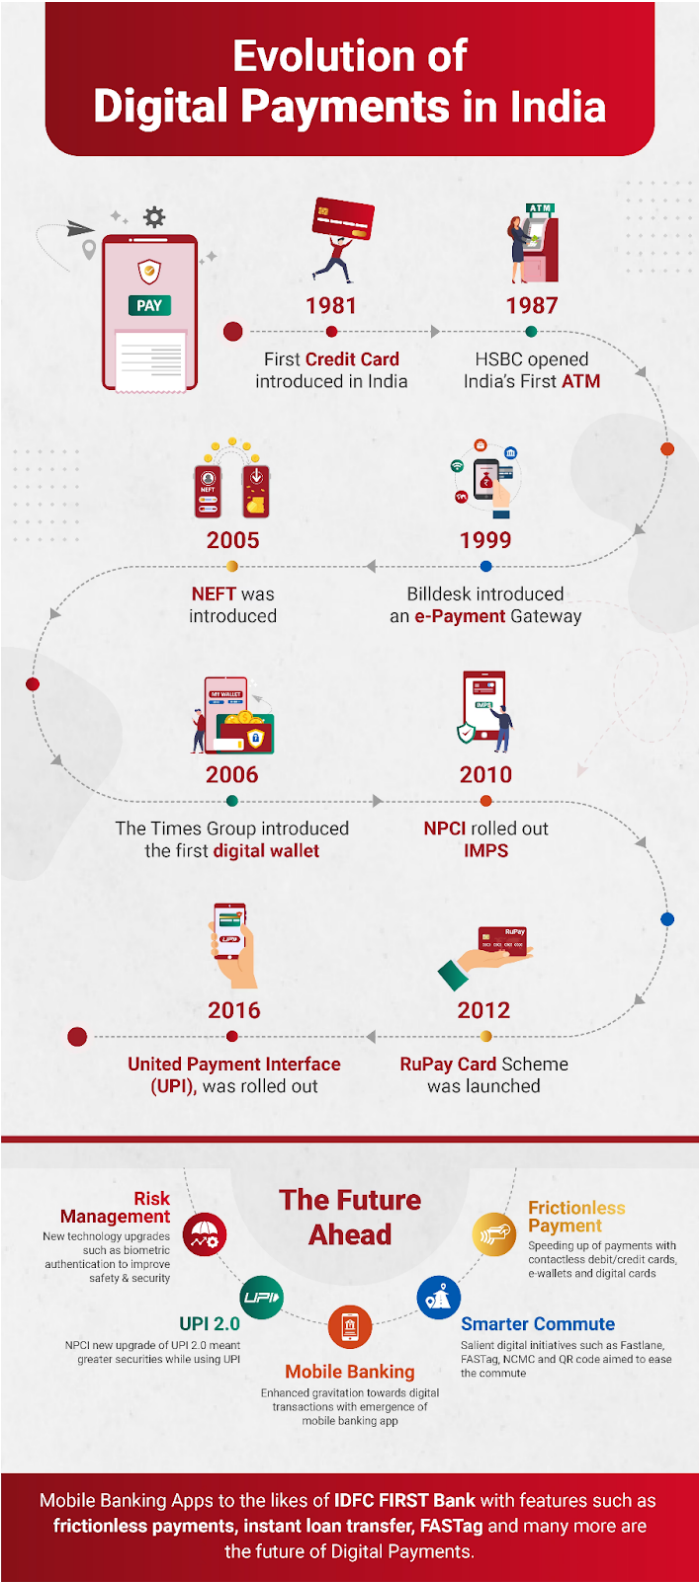 Evolution of
Digital Payments in India
PAY
ATM
1981
First Credit Card
introduced in India
1987
HSBC opened
India's First ATM
NEFT
2005
NEFT was
introduced
1999
Billdesk introduced
an e-Payment Gateway
MY WALLET
2006
The Times Group introduced
the first digital wallet
IMPS
2010
NPCI rolled out
IMPS
UPI
2016
United Payment Interface
(UPI), was rolled out
RuPay
2012
RuPay Card Scheme
was launched
The Future
Ahead
Risk
Management
New technology upgrades
such as biometric
authentication to improve
safety & security
UPI
UPI 2.0
NPCI new upgrade of UPI 2.0 meant
greater securities while using UPI
Mobile Banking
Enhanced gravitation towards digital
transactions with emergence of
mobile banking app
Smarter Commute
Salient digital initiatives such as Fastlane,
FASTag, NCMC and QR code aimed to ease
the commute
Frictionless
Payment
Speeding up of payments with
contactless debit/credit cards,
e-wallets and digital cards
Mobile Banking Apps to the likes of IDFC FIRST Bank with features such as
frictionless payments, instant loan transfer, FASTag and many more are
the future of Digital Payments.